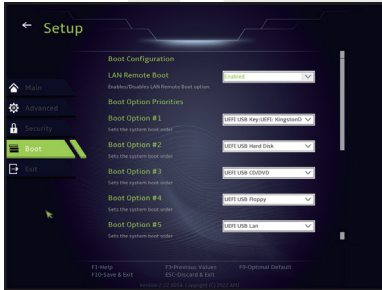 Setup
Boot Configuration
LAN Remote Boot
Enabled
Enables/Disables LAN Remote Boot option
Boot Option Priorities
Boot Option #1
UEFI USB Key:UEFI: KingstonD
Sets the system boot order
Boot Option #2
UEFI USB Hard Disk
Sets the system boot order
Boot Option #3
UEFI USB CD/DVD
Sets the system boot order
Boot Option #4
UEFI USB Floppy
Sets the system boot order
Boot Option #5
UEFI USB Lan
Sets the system boot order
Main
Advanced
Security
Boot
Exit
F1-Help
F3-Previous Values
F9-Optimal Default
F10-Save & Exit
ESC-Discard & Exit
Copyright (C) 2022 AMI